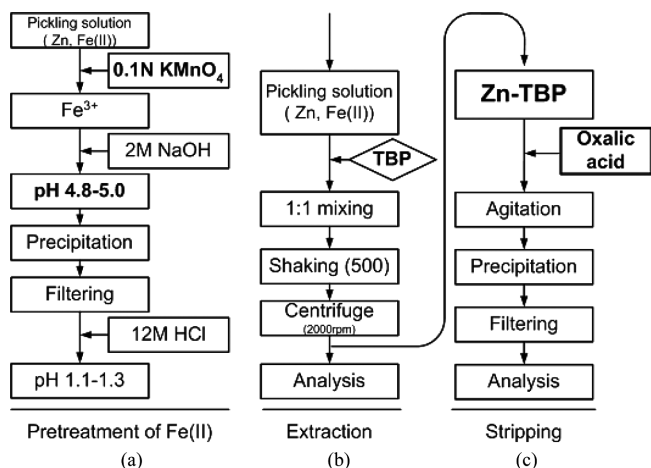 Pickling solution
( Zn, Fe(II))
0.1N KMnO₄
Fe³⁺
2M NaOH
pH 4.8-5.0
Precipitation
Filtering
12M HCl
pH 1.1-1.3
Pretreatment of Fe(II)
(a)
Pickling solution
( Zn, Fe(II))
TBP
1:1 mixing
Shaking (500)
Centrifuge
(2000rpm)
Analysis
Extraction
(b)
Zn-TBP
Oxalic
acid
Agitation
Precipitation
Filtering
Analysis
Stripping
(c)